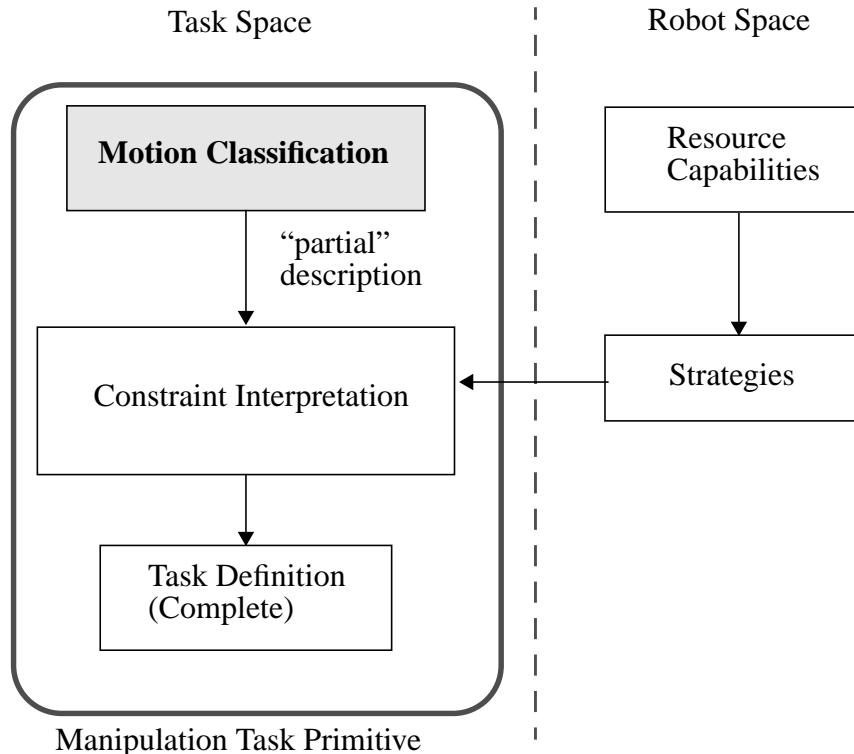 Task Space
Robot Space
Motion Classification
Resource
Capabilities
“partial”
description
Constraint Interpretation
Strategies
Task Definition
(Complete)
Manipulation Task Primitive